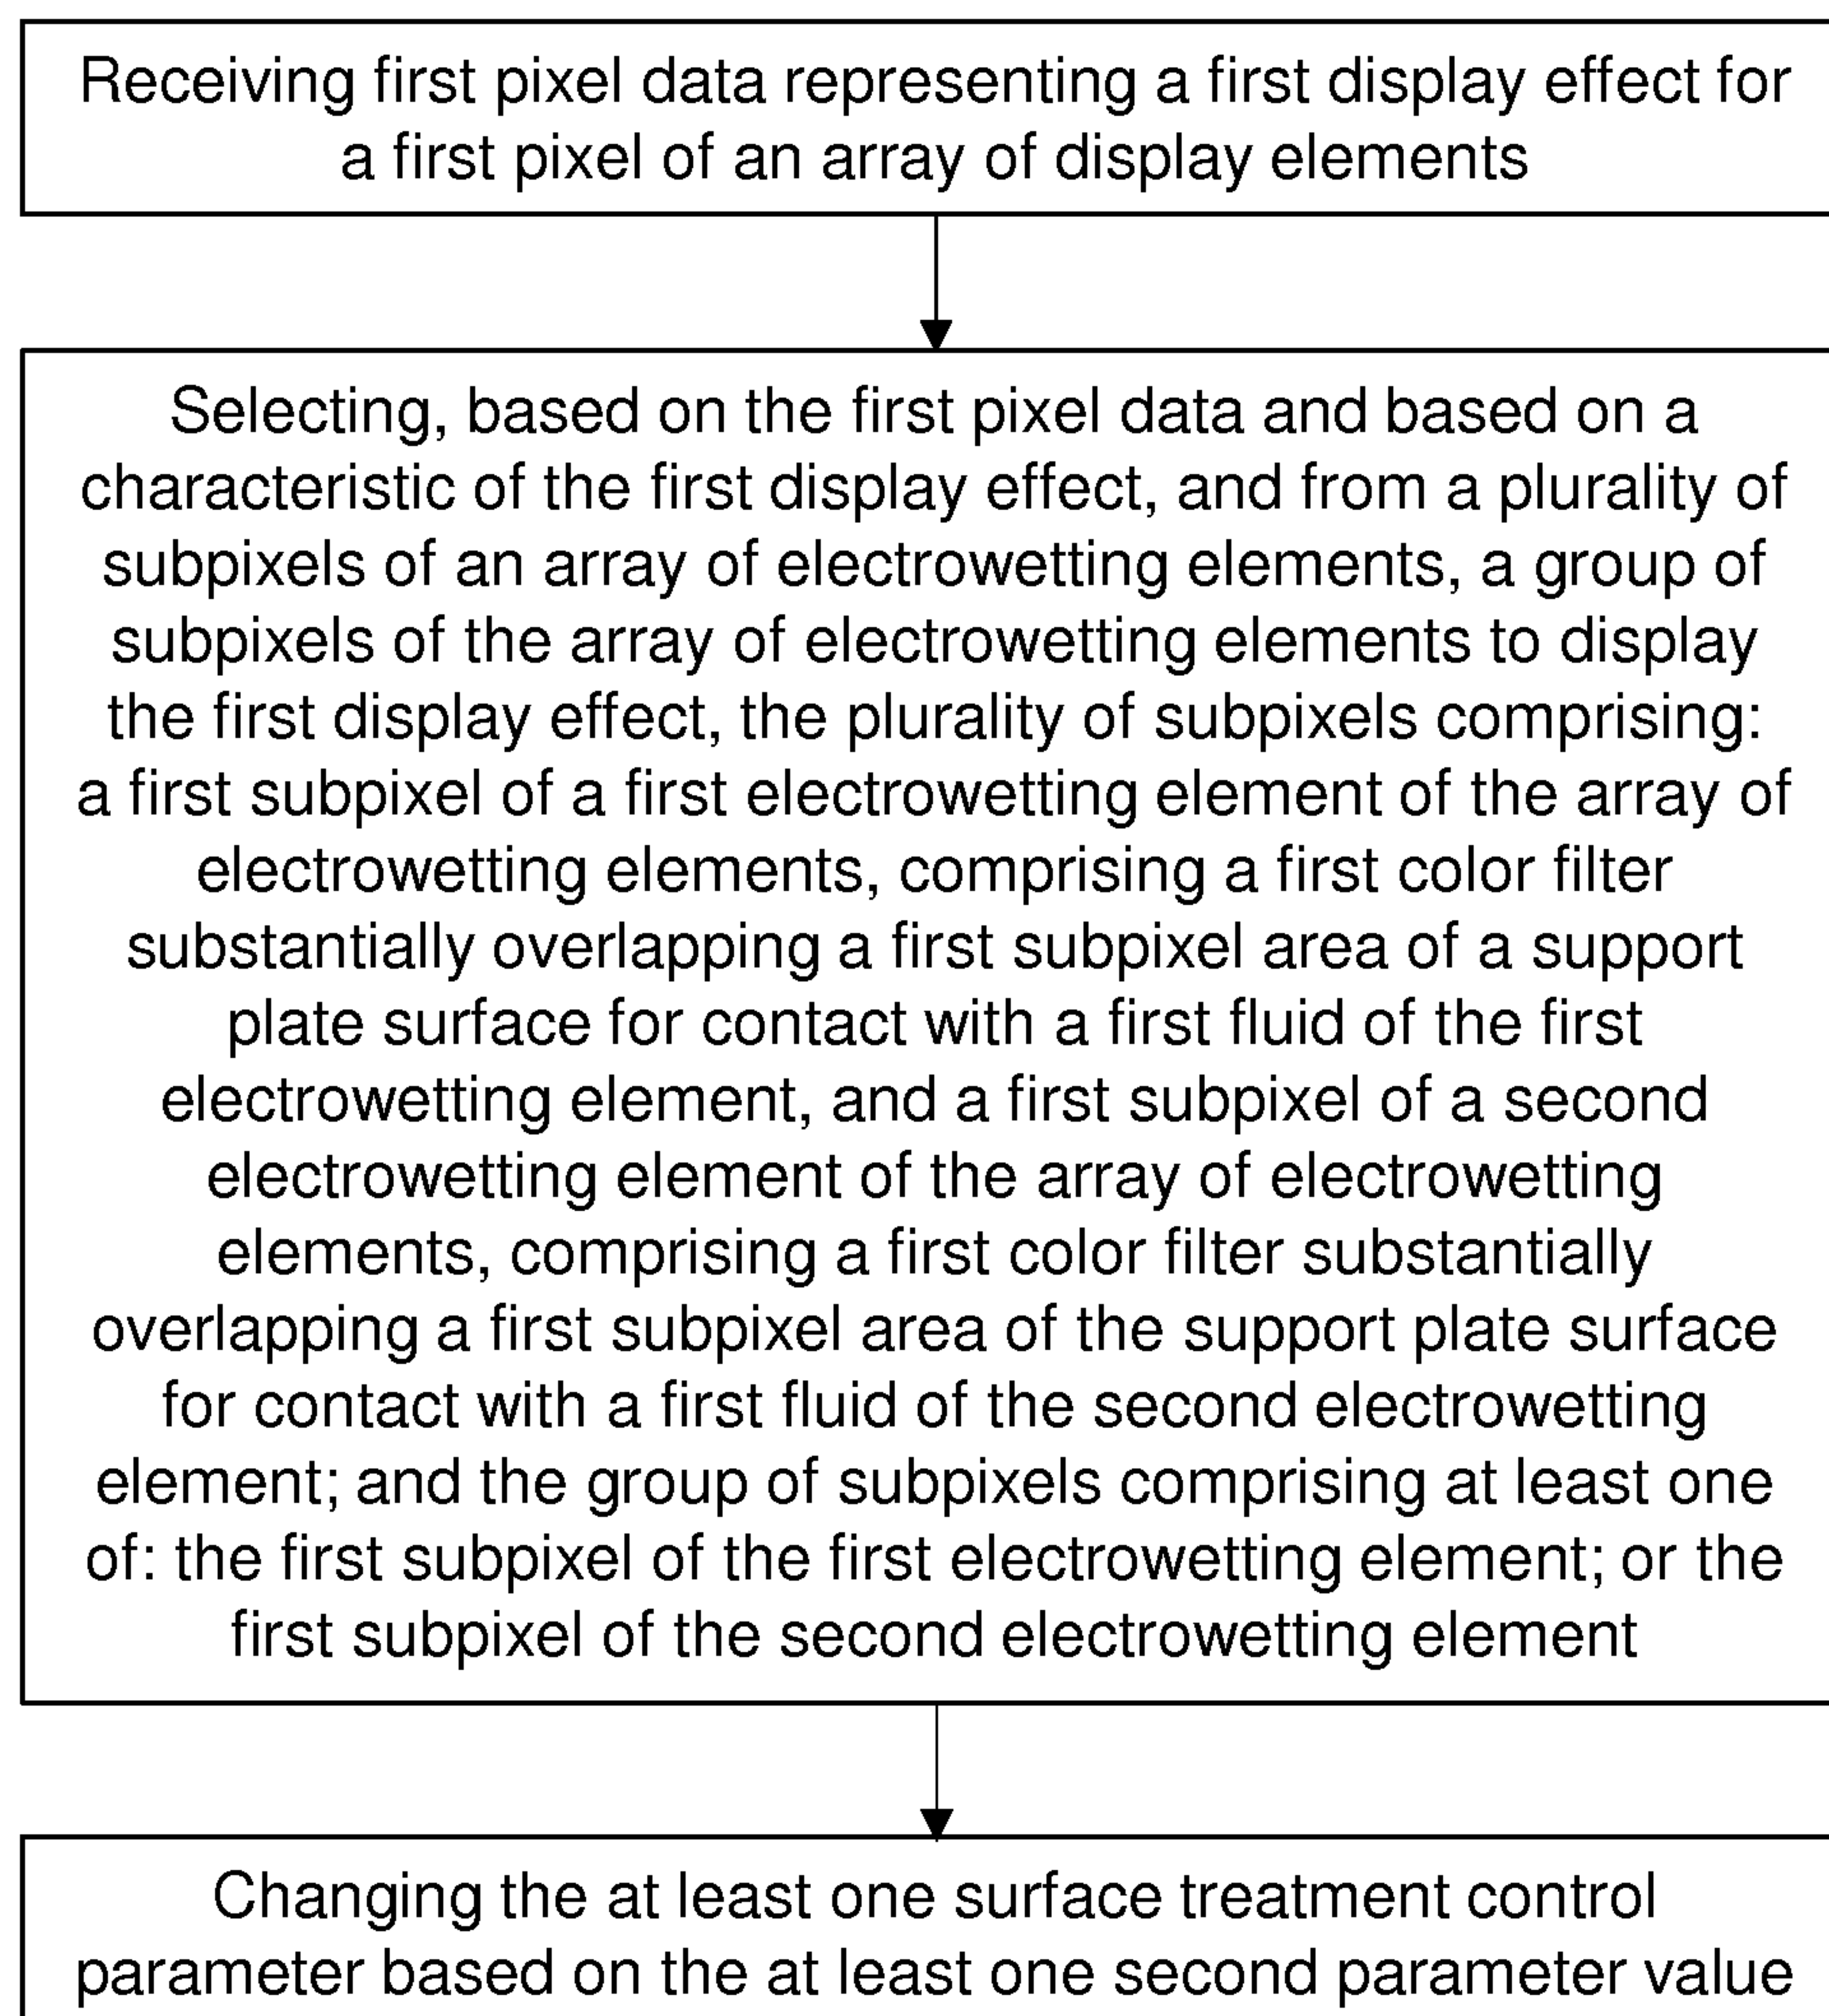 Receiving first pixel data representing a first display effect for
a first pixel of an array of display elements
Selecting, based on the first pixel data and based on a
characteristic of the first display effect, and from a plurality of
subpixels of an array of electrowetting elements, a group of
subpixels of the array of electrowetting elements to display
the first display effect, the plurality of subpixels comprising:
a first subpixel of a first electrowetting element of the array of
electrowetting elements, comprising a first color filter
substantially overlapping a first subpixel area of a support
plate surface for contact with a first fluid of the first
electrowetting element, and a first subpixel of a second
electrowetting element of the array of electrowetting
elements, comprising a first color filter substantially
overlapping a first subpixel area of the support plate surface
for contact with a first fluid of the second electrowetting
element; and the group of subpixels comprising at least one
of: the first subpixel of the first electrowetting element; or the
first subpixel of the second electrowetting element
Changing the at least one surface treatment control
parameter based on the at least one second parameter value